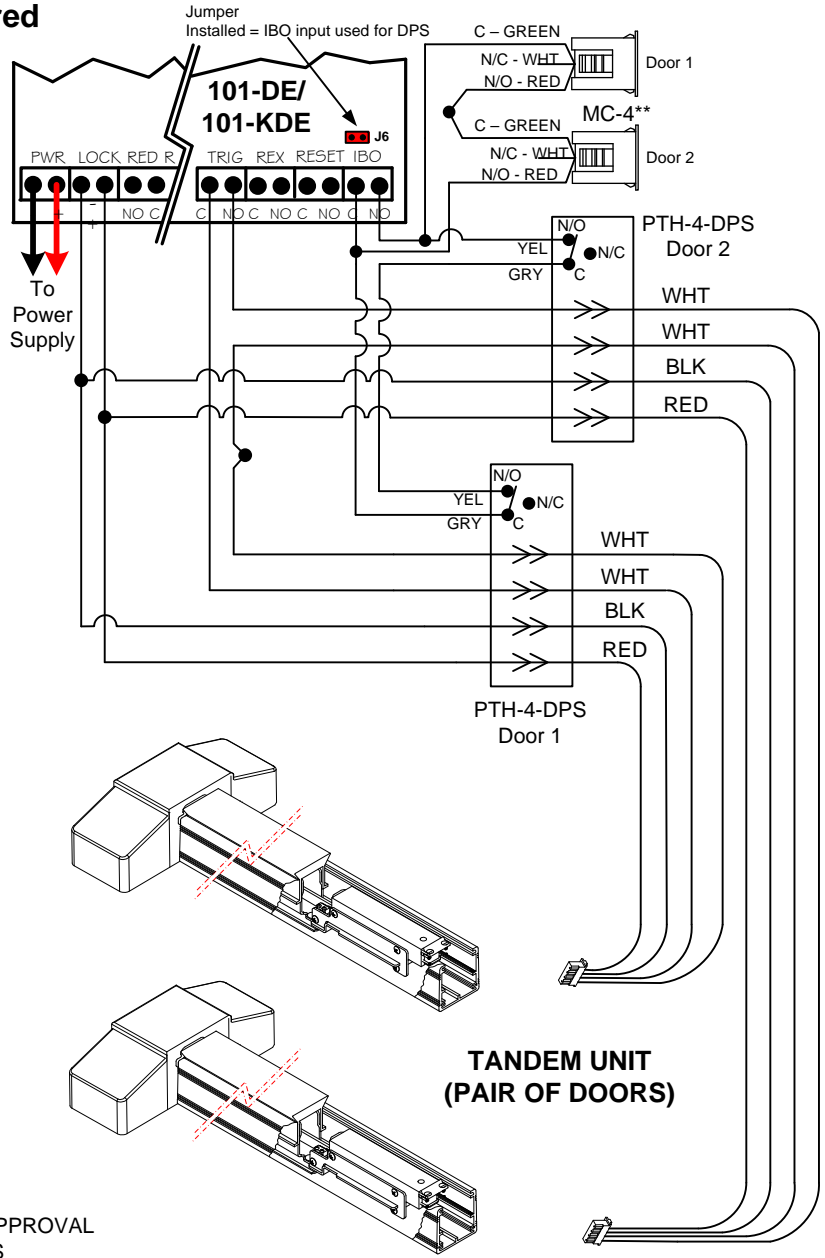 red
Jumper
Installed = IBO input used for DPS
101-DE/
101-KDE
J6
PWR LOCK RED R TRIG REX RESET IBO
+ - + NO C C NO C NO C NO C NO
To
Power
Supply
C – GREEN
N/C - WHT
N/O - RED
Door 1
MC-4**
C – GREEN
N/C - WHT
N/O - RED
Door 2
PTH-4-DPS
Door 2
N/O
YEL
N/C
GRY
C
WHT
WHT
BLK
RED
N/O
YEL
N/C
GRY
C
WHT
WHT
BLK
RED
PTH-4-DPS
Door 1
TANDEM UNIT
(PAIR OF DOORS)
PPROVAL
S